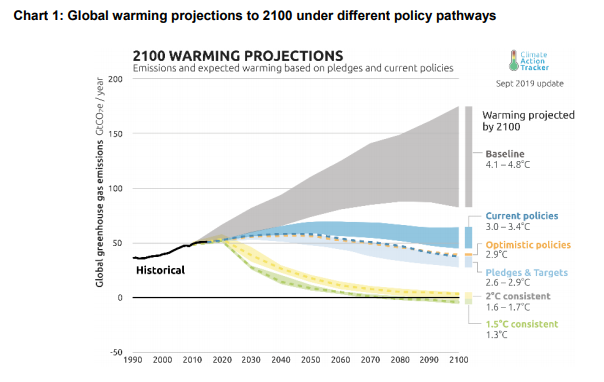 Chart 1: Global warming projections to 2100 under different policy pathways
2100 WARMING PROJECTIONS
Emissions and expected warming based on pledges and current policies
Climate
Action
Tracker
Sept 2019 update
Global greenhouse gas emissions GtCO₂e / year
200
150
100
50
0
-50
Historical
1990 2000 2010 2020 2030 2040 2050 2060 2070 2080 2090 2100
Warming projected
by 2100
Baseline
4.1 – 4.8°C
Current policies
3.0 – 3.4°C
Optimistic policies
2.9°C
Pledges & Targets
2.6 – 2.9°C
2°C consistent
1.6 – 1.7°C
1.5°C consistent
1.3°C